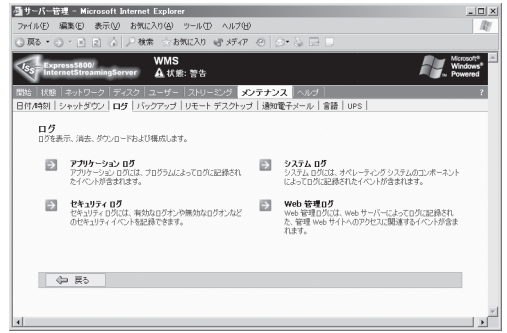 サーバー管理 - Microsoft Internet Explorer
ファイル(F) 編集(E) 表示(V) お気に入り(A) ツール(T) ヘルプ(H)
戻る 検索 お気に入り メディア
Express5800/ InternetStreamingServer
WMS
状態: 警告
Microsoft® Windows® Powered
開始 | 状態 | ネットワーク | ディスク | ユーザー | ストリーミング | メンテナンス | ヘルプ | ?
日付/時刻 | シャットダウン | ログ | バックアップ | リモート デスクトップ | 通知電子メール | 言語 | UPS |
ログ
ログを表示、消去、ダウンロードおよび構成します。
アプリケーション ログ
アプリケーション ログには、プログラムによってログに記録され
たイベントが含まれます。
システム ログ
システム ログには、オペレーティング システムのコンポーネント
によってログに記録されたイベントが含まれます。
セキュリティ ログ
セキュリティ ログには、有効なログオンや無効なログオンなど
のセキュリティ イベントを記録できます。
Web 管理ログ
Web 管理ログには、Web サーバーによってログに記録され
た、管理 Web サイトへのアクセスに関連するイベントが含ま
れます。
戻る